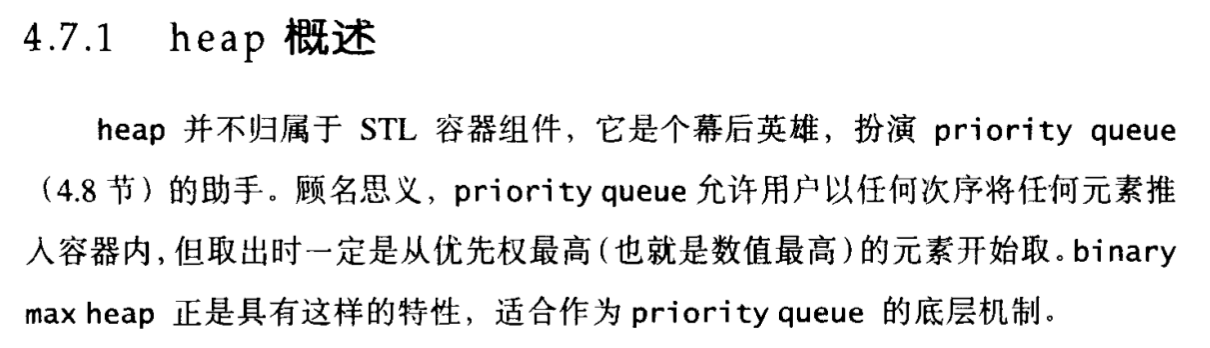 4.7.1 heap 概述
heap 并不归属于 STL 容器组件，它是个幕后英雄，扮演 priority queue
（4.8 节）的助手。顾名思义，priority queue 允许用户以任何次序将任何元素推
入容器内，但取出时一定是从优先权最高（也就是数值最高）的元素开始取。binary
max heap 正是具有这样的特性，适合作为 priority queue 的底层机制。